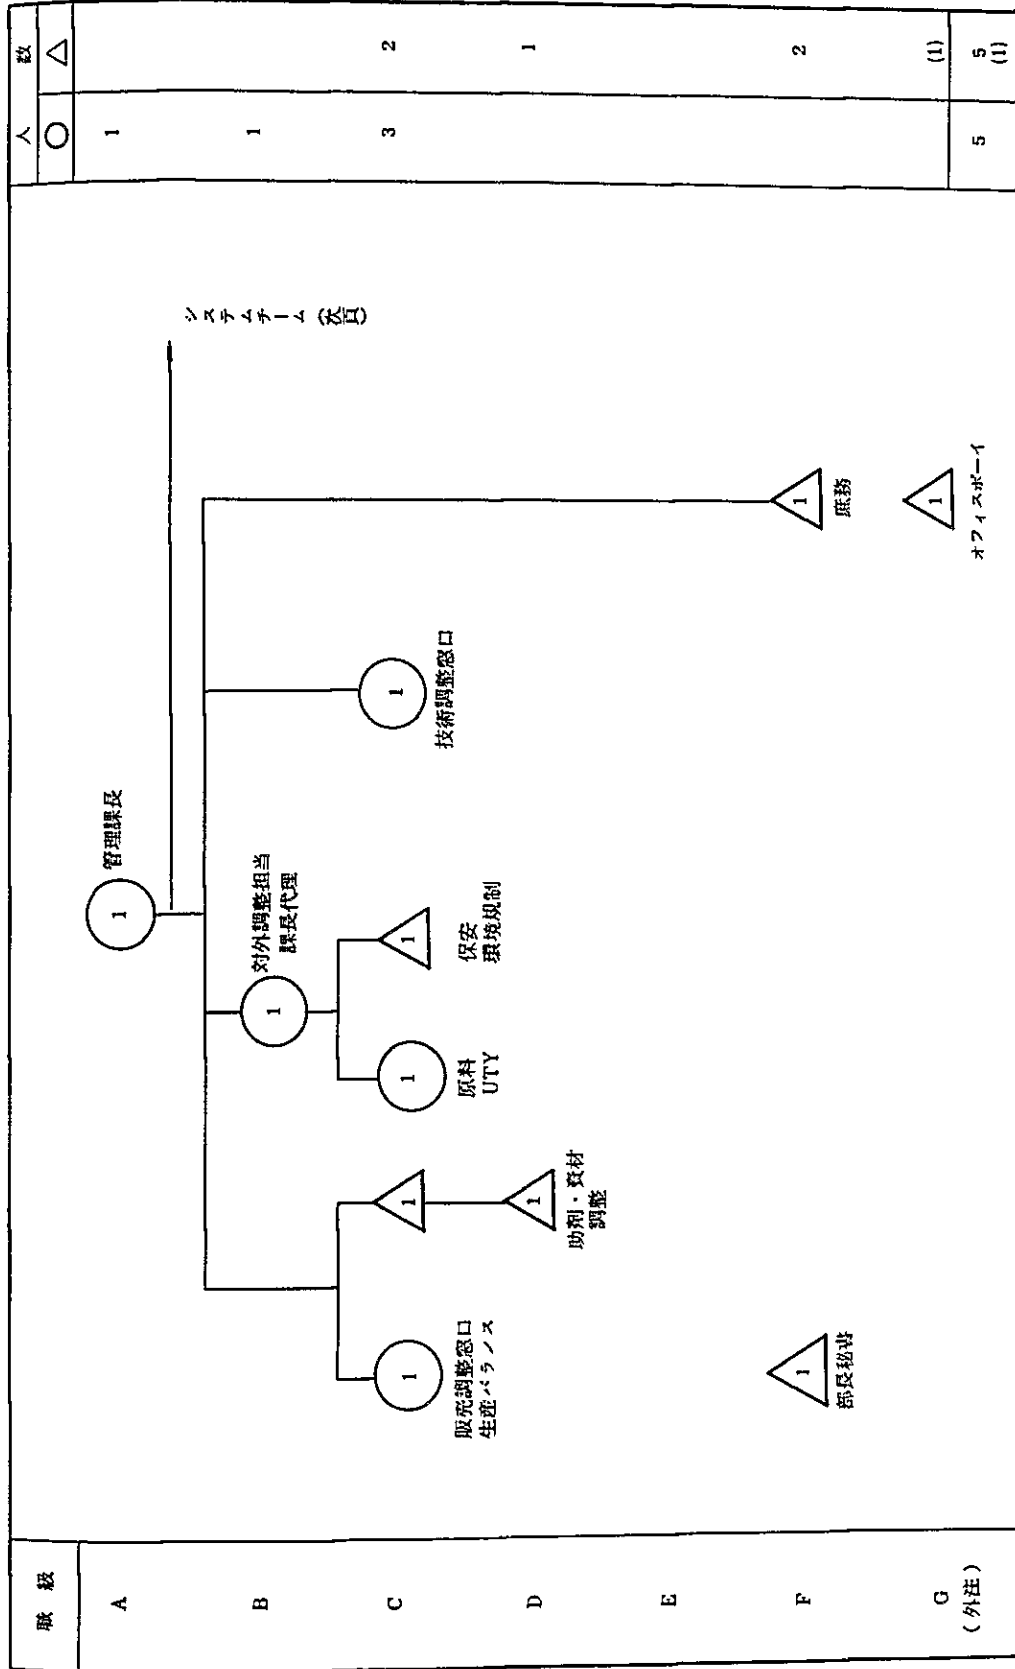 職級
人 数
○ △
A
1
管理課長
1
システムチーム (次頁)
B
1
対外調整担当
課長代理
1
C
1
販売調整窓口
生産バランス
1
1
原料
UTY
1
保安
環境規制
1
技術調整窓口
3 2
D
1
助剤・資材
調整
1
E
F
1
部長秘書
1
庶務
2
G
(外注)
1
オフィスボーイ
(1)
5 5
(1)